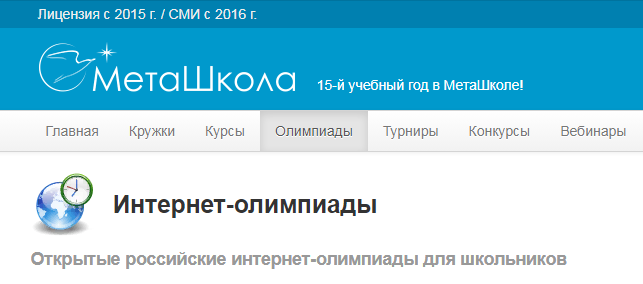 Лицензия с 2015 г. / СМИ с 2016 г.
МетаШкола 15-й учебный год в МетаШколе!
Главная Кружки Курсы Олимпиады Турниры Конкурсы Вебинары
Интернет-олимпиады
Открытые российские интернет-олимпиады для школьников